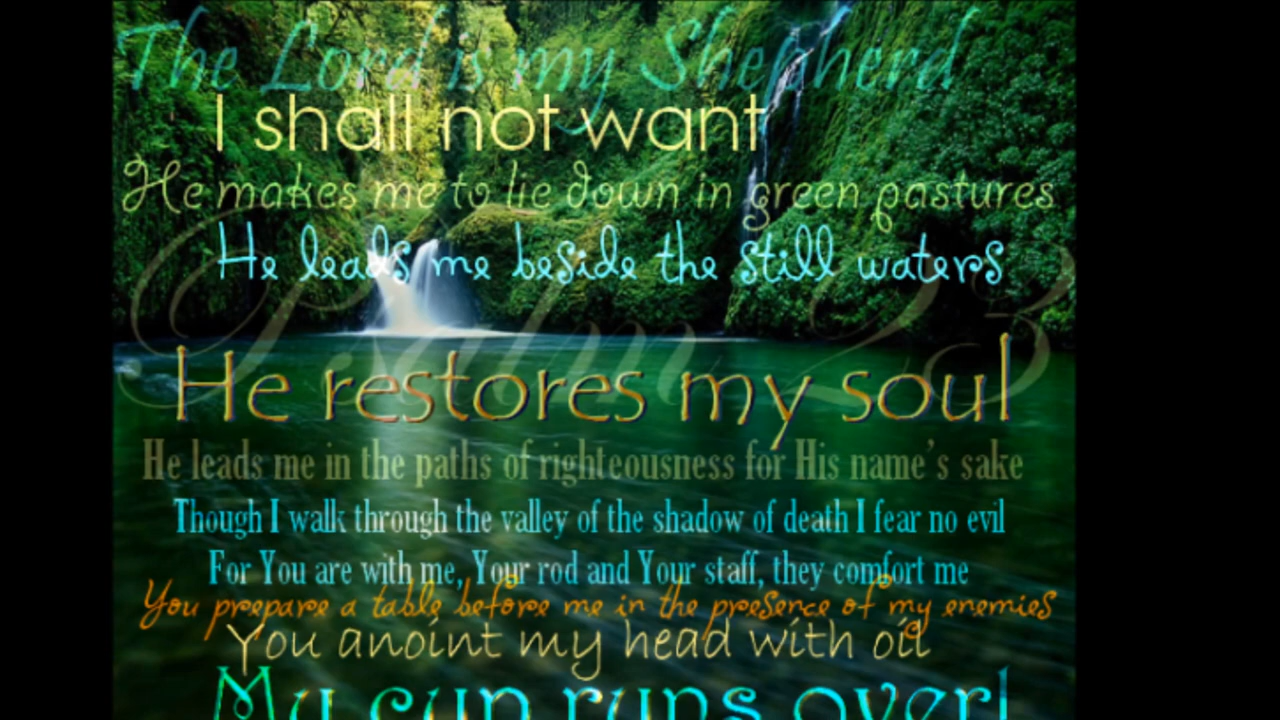 The Lord is my Shepherd
I shall not want
He makes me to lie down in green pastures
He leads me beside the still waters
Psalm 23
He restores my soul
He leads me in the paths of righteousness for His name's sake
Though I walk through the valley of the shadow of death I fear no evil
For You are with me, Your rod and Your staff, they comfort me
You prepare a table before me in the presence of my enemies
You anoint my head with oil
My cup runs over!